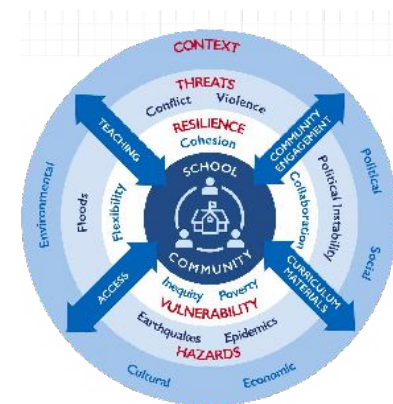 CONTEXT
THREATS
Conflict Violence
RESILIENCE
Cohesion
TEACHING
COMMUNITY
ENGAGEMENT
SCHOOL
COMMUNITY
Environmental
Floods
Flexibility
Collaboration
Political Instability
Political
Social
ACCESS
CURRICULUM
MATERIALS
Inequity Poverty
VULNERABILITY
Earthquakes Epidemics
HAZARDS
Cultural Economic